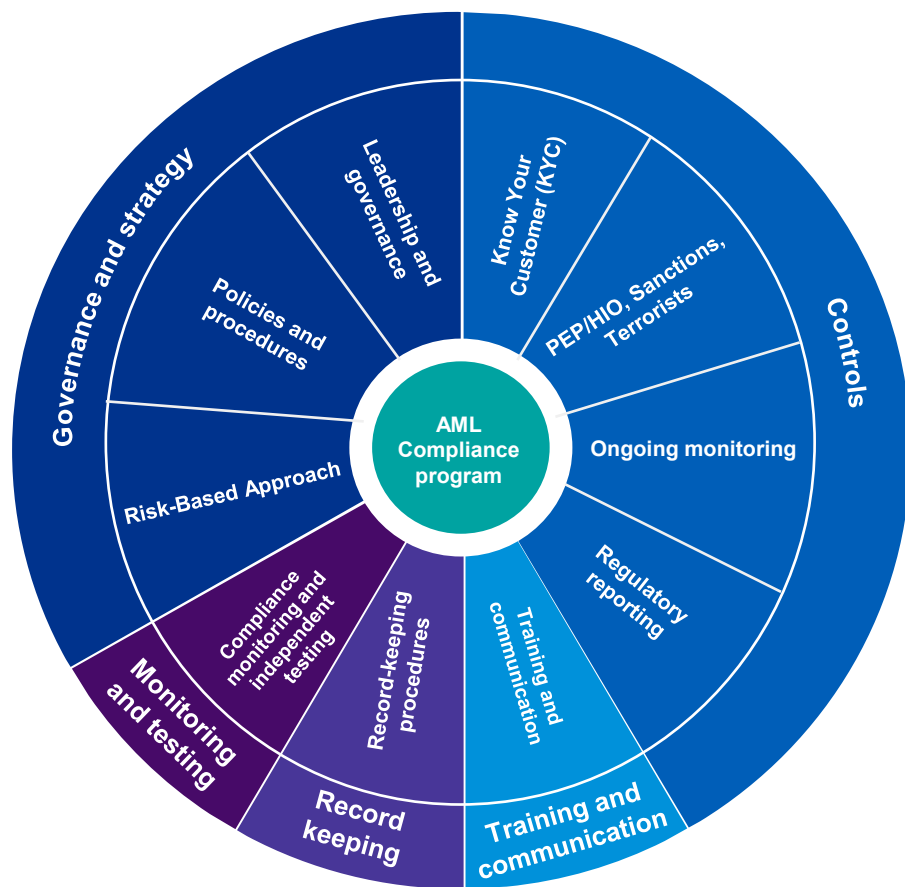 Governance and strategy
Leadership and
governance
Policies and
procedures
Risk-Based Approach
Controls
Know Your
Customer (KYC)
PEP/HIO, Sanctions,
Terrorists
Ongoing monitoring
Regulatory
reporting
AML
Compliance
program
Compliance
monitoring and
independent
testing
Monitoring
and testing
Record-keeping
procedures
Record
keeping
Training and
communication
Training and
communication